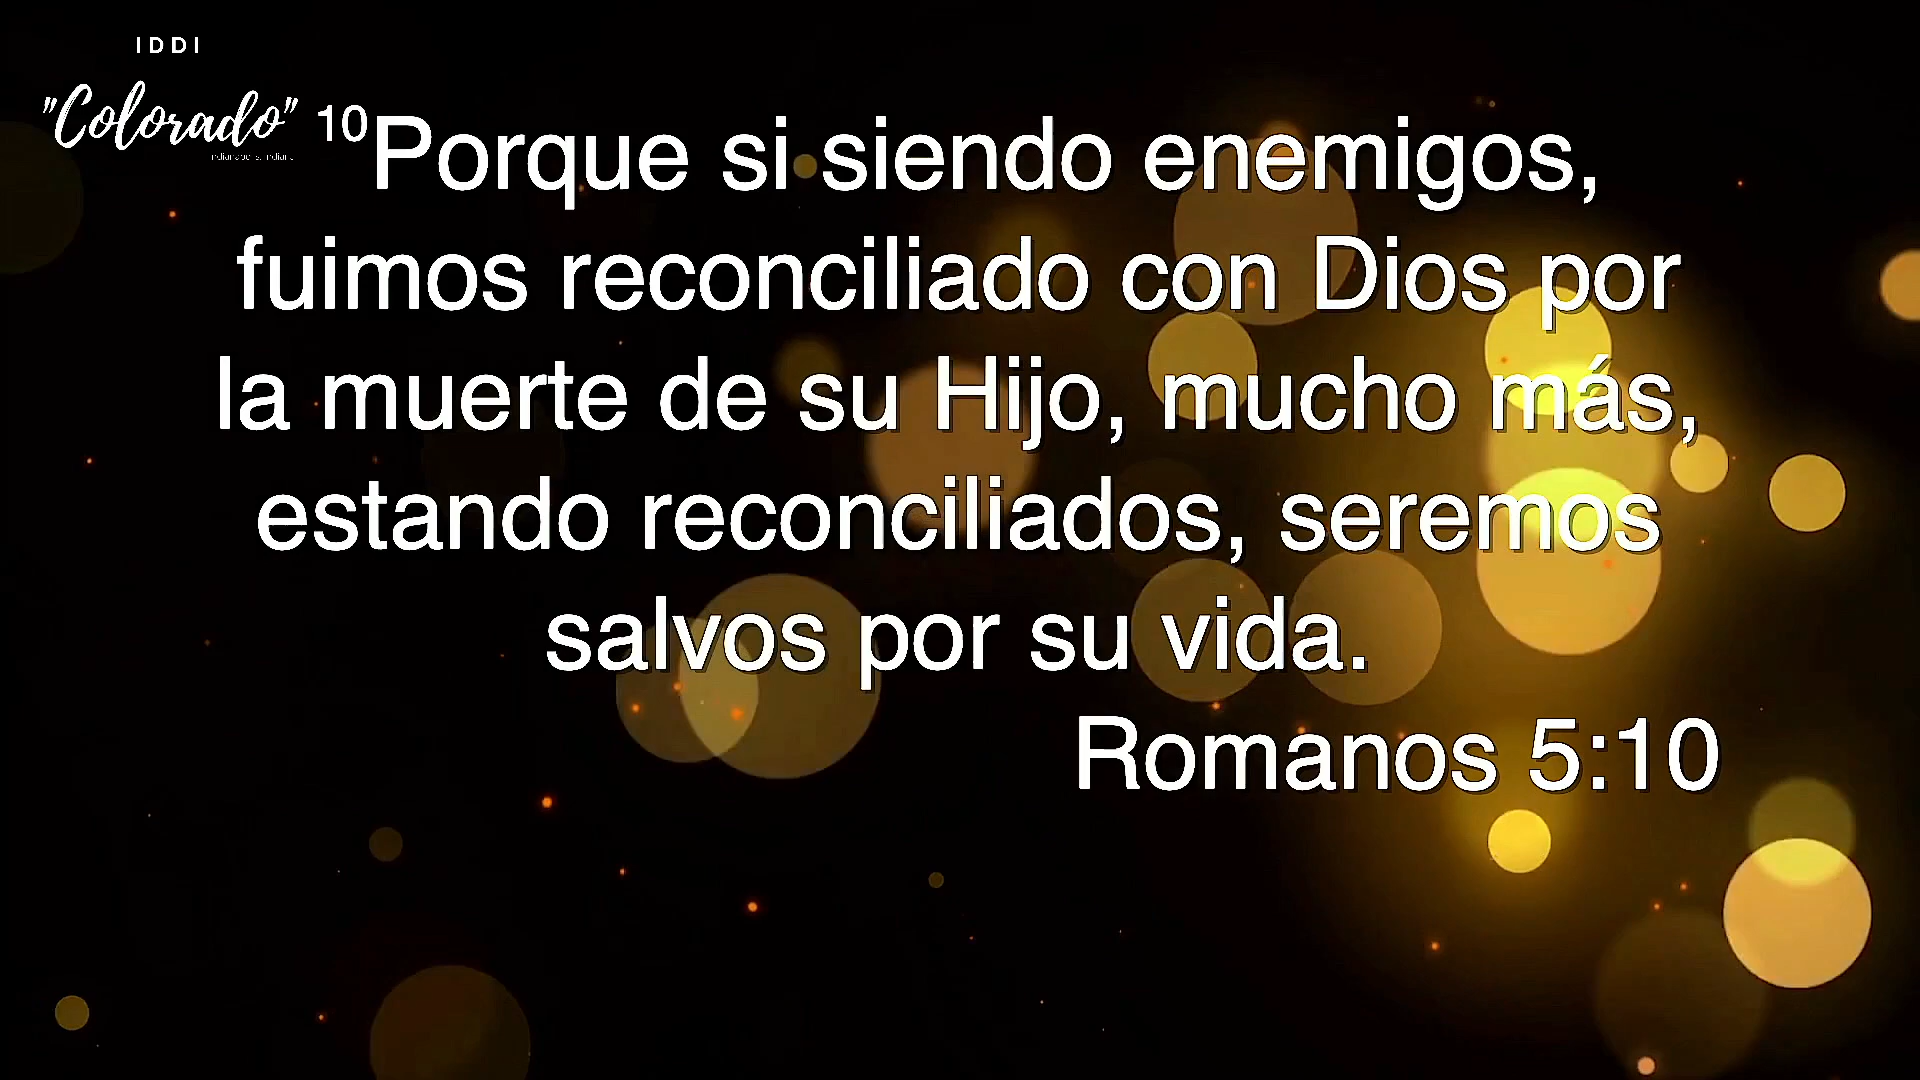 IDDI
"Colorado"
10Porque si siendo enemigos,
fuimos reconciliado con Dios por
la muerte de su Hijo, mucho más,
estando reconciliados, seremos
salvos por su vida.
Romanos 5:10